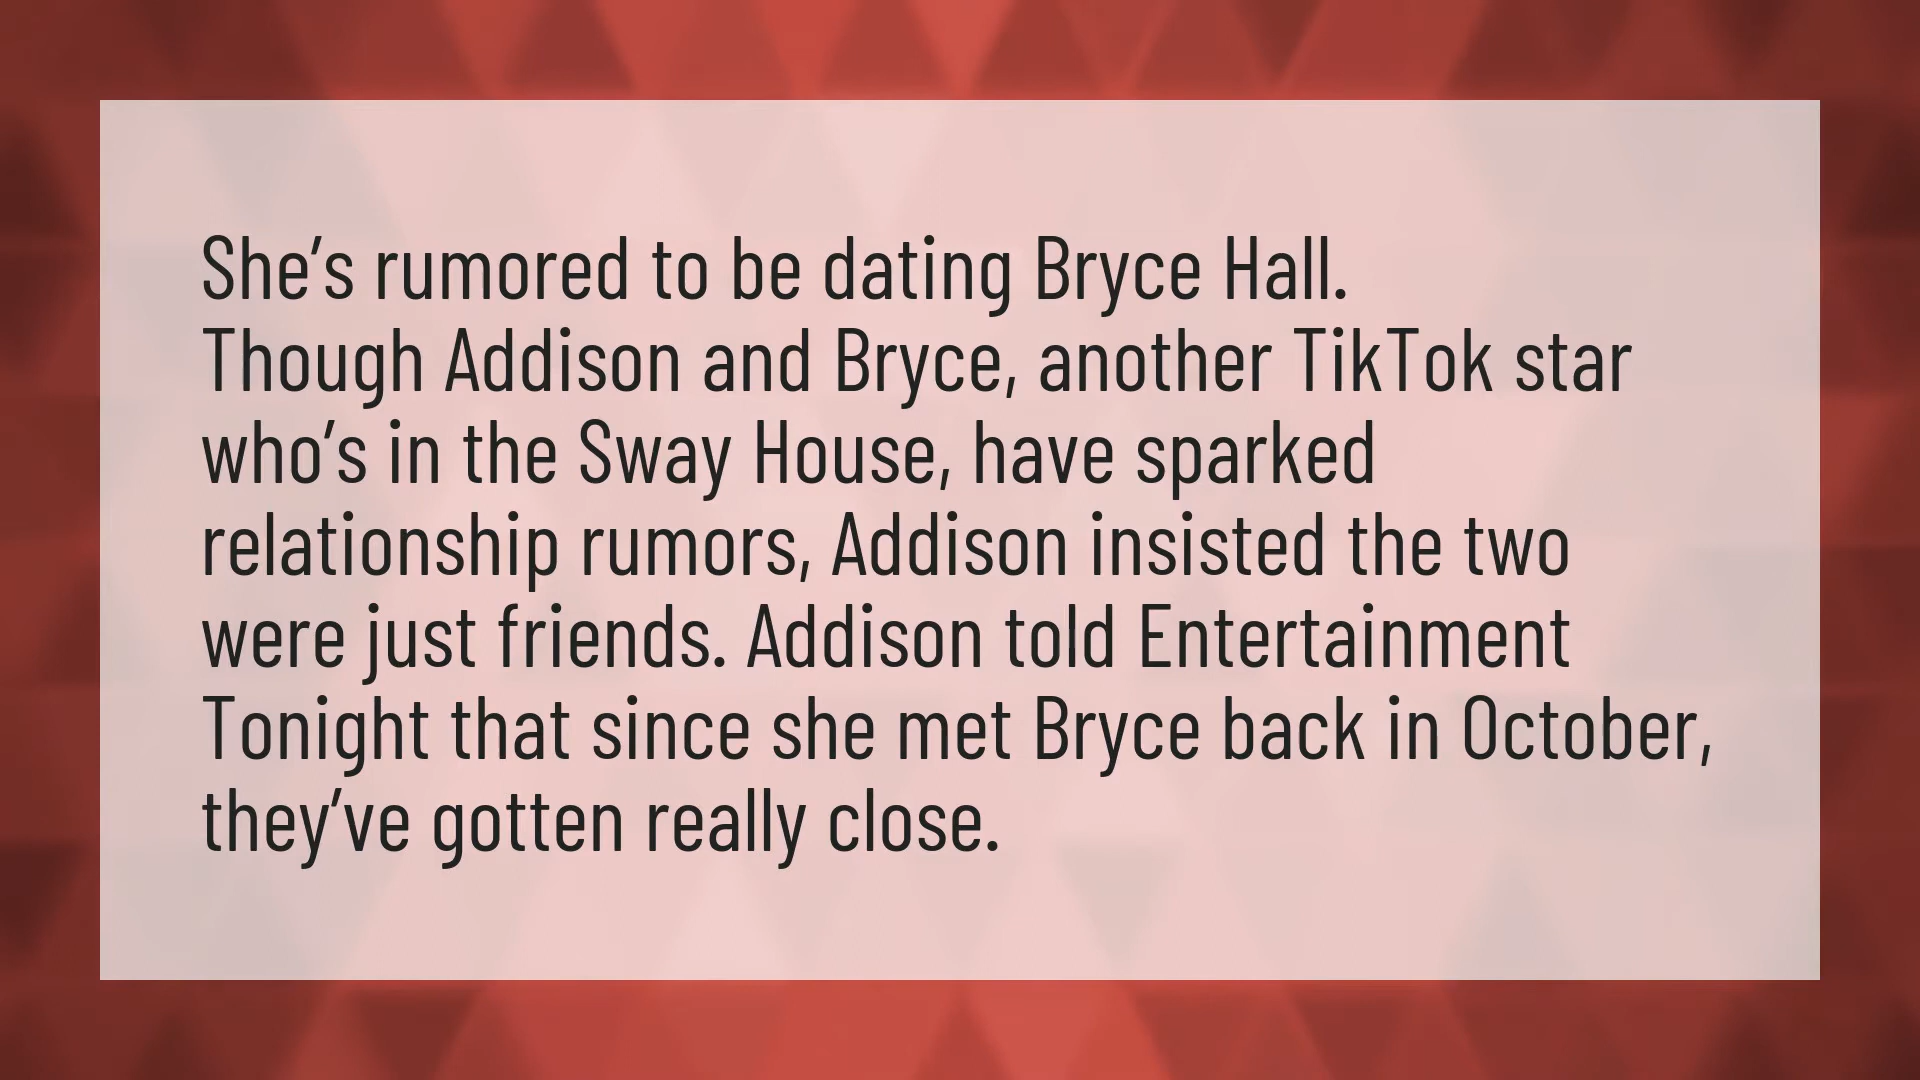 She’s rumored to be dating Bryce Hall.
Though Addison and Bryce, another TikTok star
who’s in the Sway House, have sparked
relationship rumors, Addison insisted the two
were just friends. Addison told Entertainment
Tonight that since she met Bryce back in October,
they’ve gotten really close.